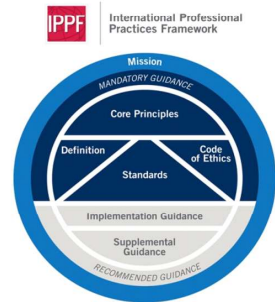 IPPF
International Professional
Practices Framework
Mission
MANDATORY GUIDANCE
Core Principles
Definition
Code
of Ethics
Standards
Implementation Guidance
Supplemental
Guidance
RECOMMENDED GUIDANCE